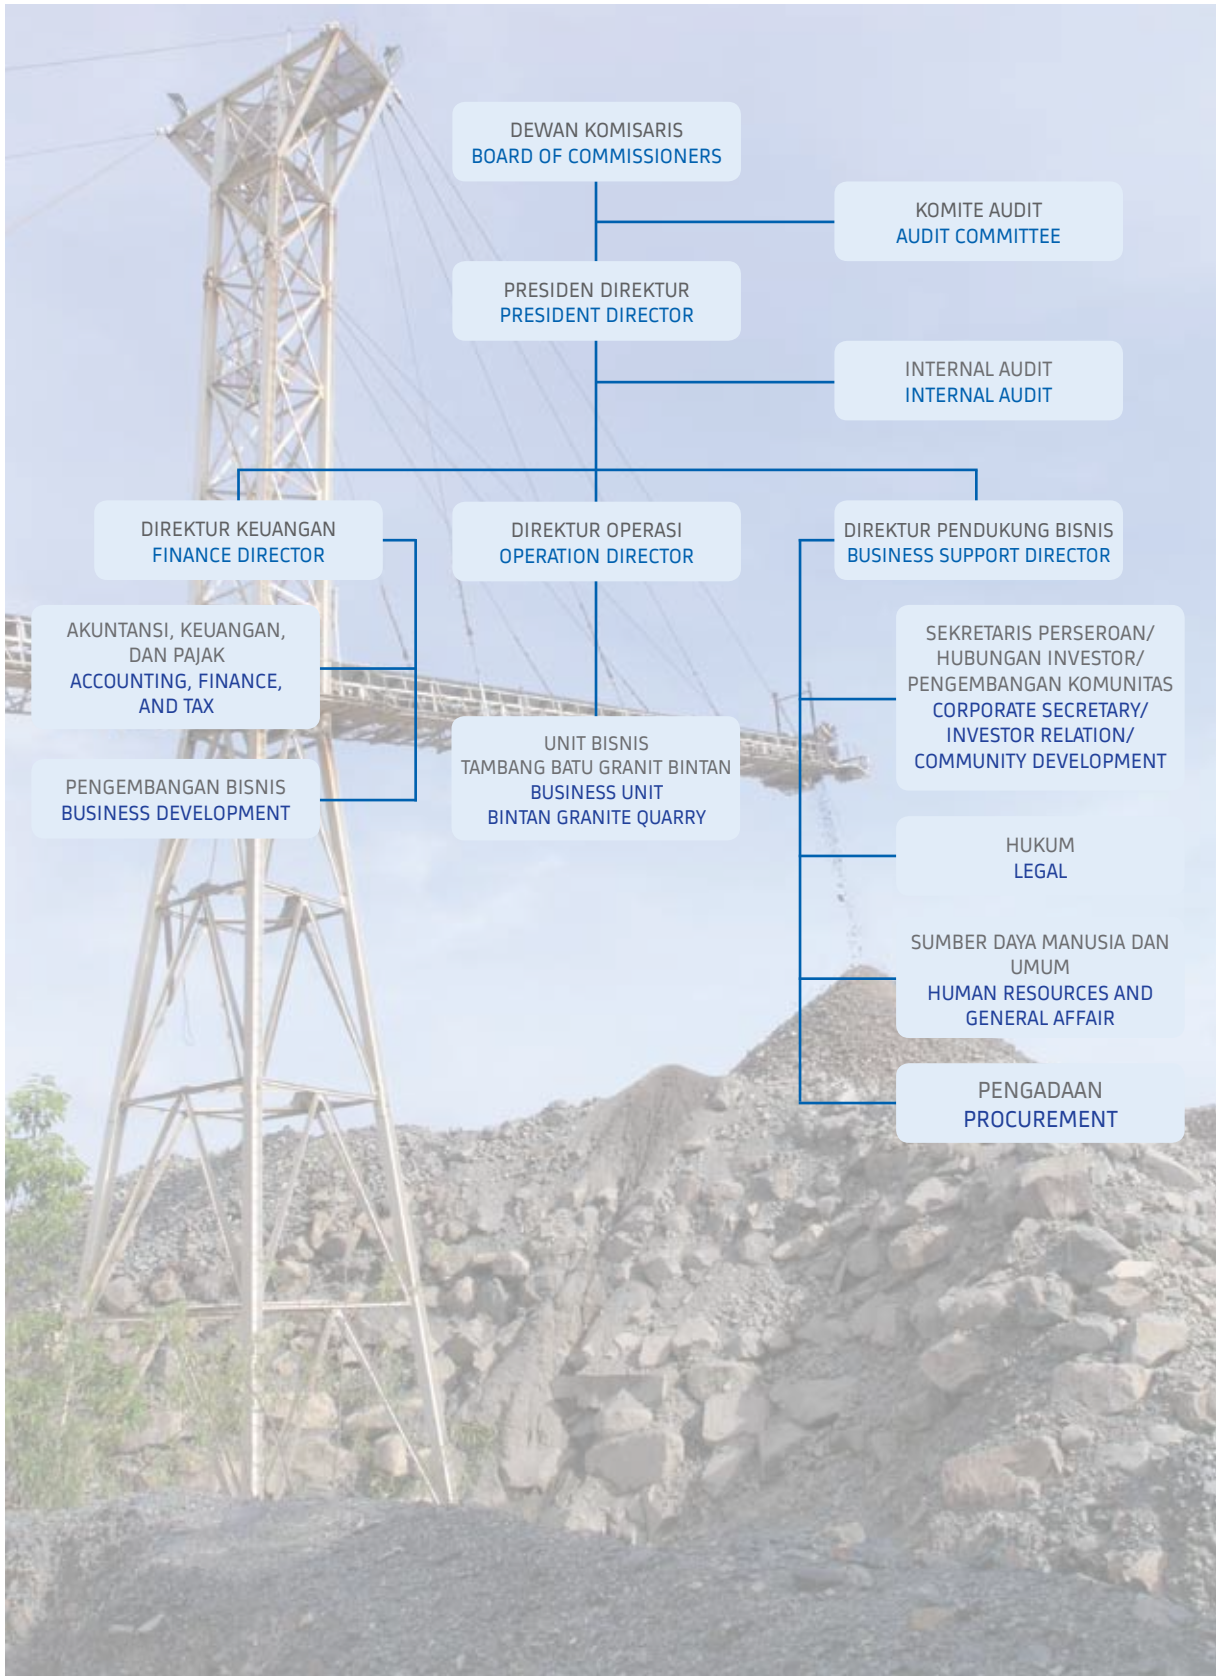 DEWAN KOMISARIS
BOARD OF COMMISSIONERS
KOMITE AUDIT
AUDIT COMMITTEE
PRESIDEN DIREKTUR
PRESIDENT DIRECTOR
INTERNAL AUDIT
INTERNAL AUDIT
DIREKTUR KEUANGAN
FINANCE DIRECTOR
DIREKTUR OPERASI
OPERATION DIRECTOR
DIREKTUR PENDUKUNG BISNIS
BUSINESS SUPPORT DIRECTOR
AKUNTANSI, KEUANGAN,
DAN PAJAK
ACCOUNTING, FINANCE,
AND TAX
PENGEMBANGAN BISNIS
BUSINESS DEVELOPMENT
UNIT BISNIS
TAMBANG BATU GRANIT BINTAN
BUSINESS UNIT
BINTAN GRANITE QUARRY
SEKRETARIS PERSEROAN/
HUBUNGAN INVESTOR/
PENGEMBANGAN KOMUNITAS
CORPORATE SECRETARY/
INVESTOR RELATION/
COMMUNITY DEVELOPMENT
HUKUM
LEGAL
SUMBER DAYA MANUSIA DAN
UMUM
HUMAN RESOURCES AND
GENERAL AFFAIR
PENGADAAN
PROCUREMENT